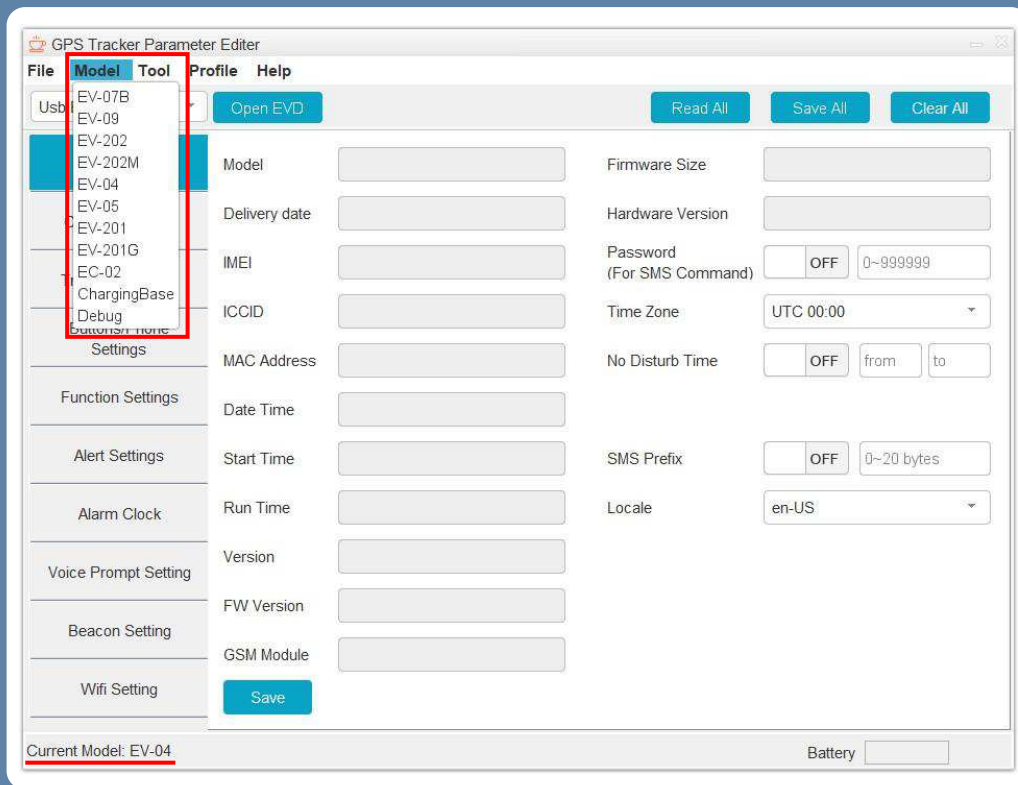 GPS Tracker Parameter Editer
File Model Tool Profile Help
EV-07B
EV-09
EV-202
EV-202M
EV-04
EV-05
EV-201
EV-201G
EC-02
ChargingBase
Debug
Usb
Open EVD
Read All
Save All
Clear All
Buttons/Phone
Settings
Function Settings
Alert Settings
Alarm Clock
Voice Prompt Setting
Beacon Setting
Wifi Setting
Model
Delivery date
IMEI
ICCID
MAC Address
Date Time
Start Time
Run Time
Version
FW Version
GSM Module
Save
Firmware Size
Hardware Version
Password
(For SMS Command) OFF 0~999999
Time Zone UTC 00:00
No Disturb Time OFF from to
SMS Prefix OFF 0~20 bytes
Locale en-US
Current Model: EV-04
Battery